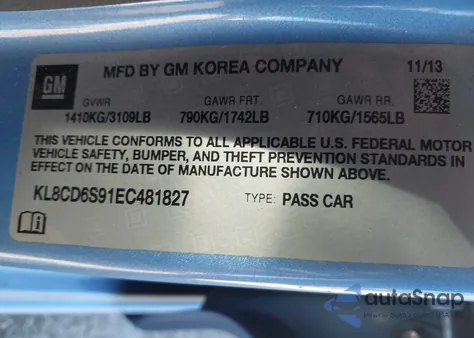 GM MFD BY GM KOREA COMPANY 11/13
GVWR GAWR FRT. GAWR RR.
1410KG/3109LB 790KG/1742LB 710KG/1565LB
THIS VEHICLE CONFORMS TO ALL APPLICABLE U.S. FEDERAL MOTOR
VEHICLE SAFETY, BUMPER, AND THEFT PREVENTION STANDARDS IN
EFFECT ON THE DATE OF MANUFACTURE SHOWN ABOVE.
KL8CD6S91EC481827 TYPE: PASS CAR
autoSnap